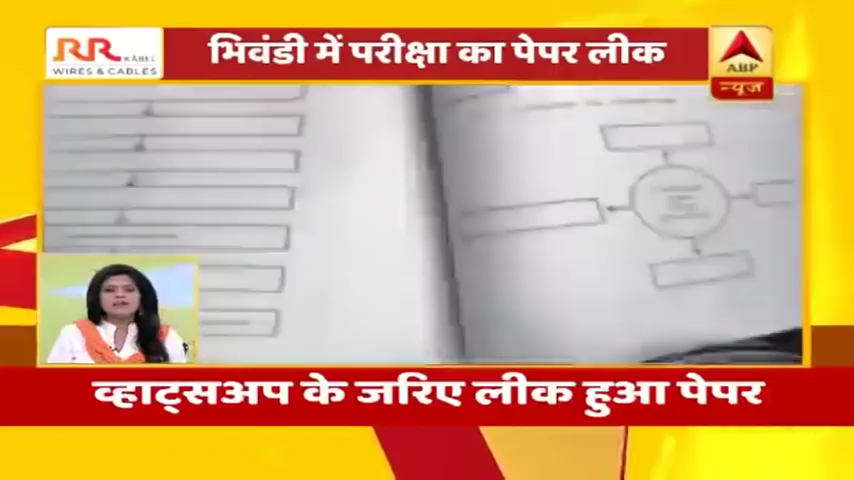 RR KABEL
WIRES & CABLES
भिवंडी में परीक्षा का पेपर लीक
ABP
न्यूज़
व्हाट्सअप के जरिए लीक हुआ पेपर